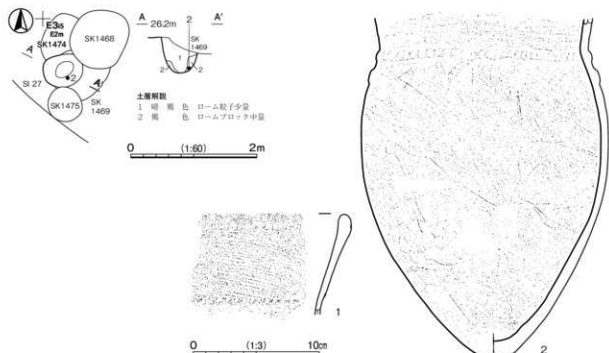 E3h5
E2m
SK1474
SK1468
A
2
A'
SI 27
SK1475
SK
1469
A 26.2m
2
A'
SK
1469
1
2
2
土層解説
1 暗褐色 ローム粒子少量
2 褐色 ロームブロック中量
0 (1:60) 2m
1
0 (1:3) 10cm
2